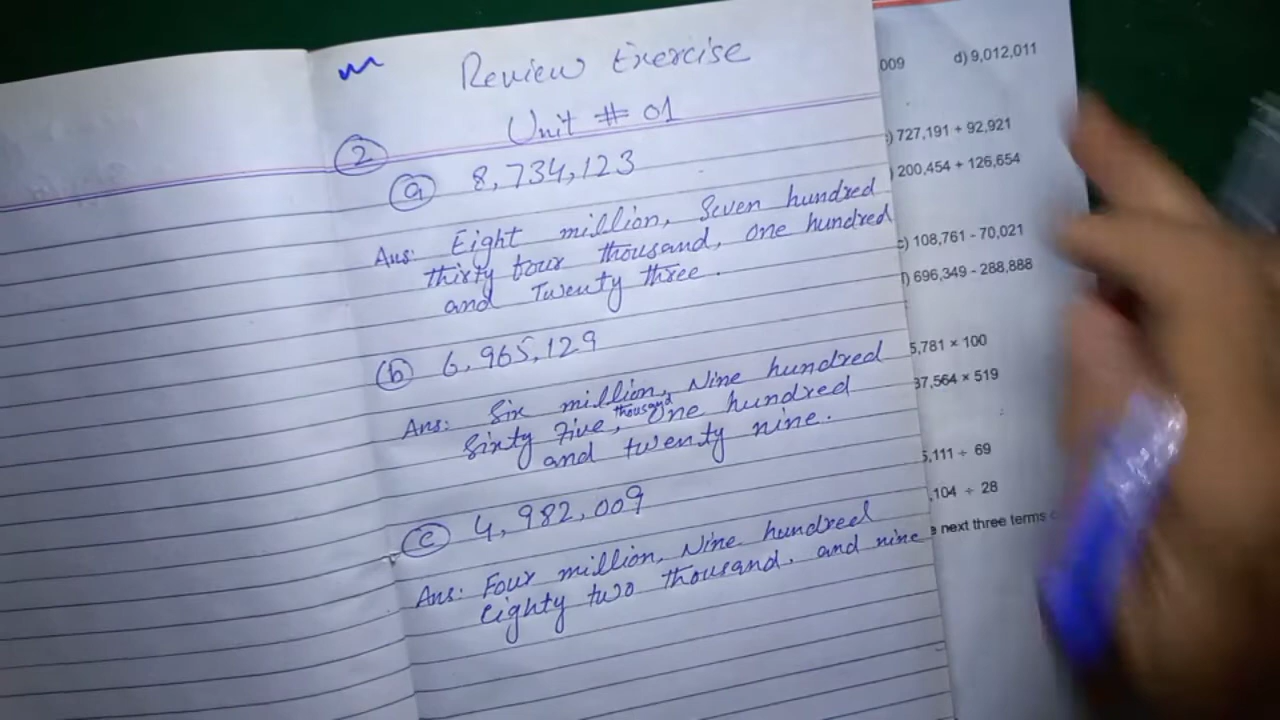 Review Exercise
Unit # 01
2
a 8,734,123
Ans: Eight million, Seven hundred
thirty four thousand, one hundred
and Twenty three.
b 6,965,129
Ans: Six million, Nine hundred
Sixty Five, thousand One hundred
and twenty nine.
c 4,982,009
Ans: Four million, Nine hundred
eighty two thousand. and nine
009 d) 9,012,011
) 727,191 + 92,921
) 200,454 + 126,654
c) 108,761 - 70,021
f) 696,349 - 288,888
5,781 × 100
37,564 × 519
5,111 ÷ 69
,104 ÷ 28
e next three terms